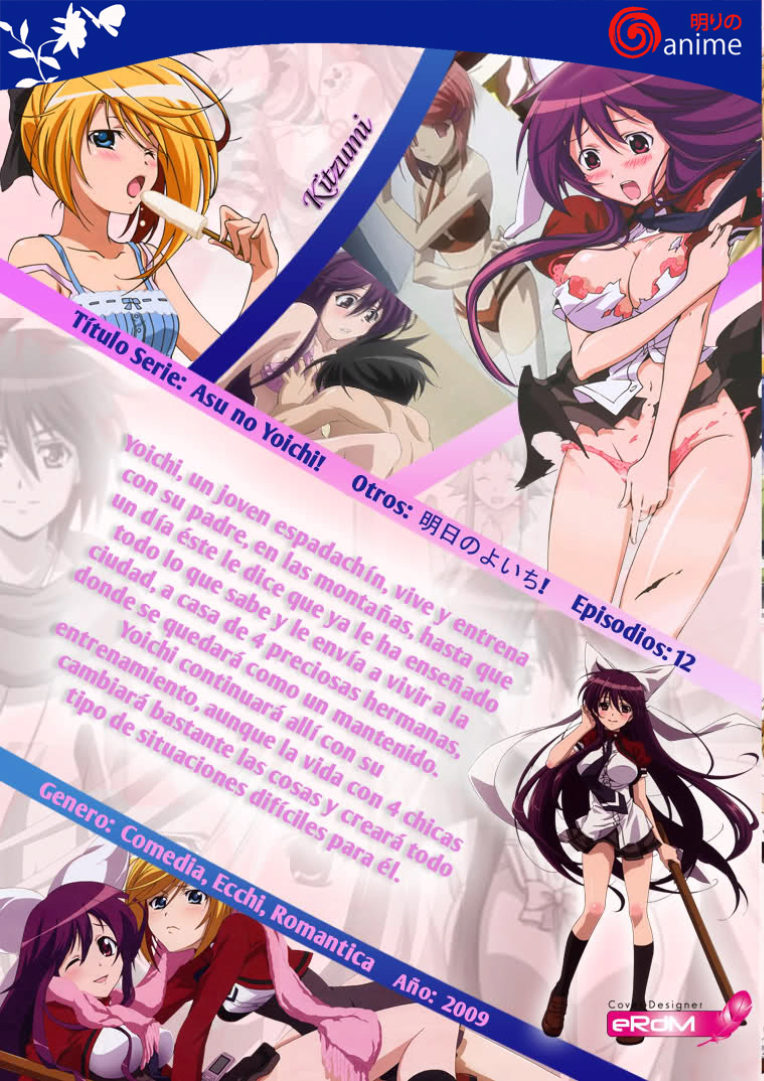 明りの
anime
Kitzumi
Título Serie: Asu no Yoichi! Otros: 明日のよいち! Episodios: 12
Yoichi, un joven espadachín, vive y entrena
con su padre, en las montañas, hasta que
un día éste le dice que ya le ha enseñado
todo lo que sabe y le envía a vivir a la
ciudad, a casa de 4 preciosas hermanas,
donde se quedará como un mantenido.
Yoichi continuará allí con su
entrenamiento, aunque la vida con 4 chicas
cambiará bastante las cosas y creará todo
tipo de situaciones difíciles para él.
Genero: Comedia, Ecchi, Romantica Año: 2009
Cover Designer
eRdM